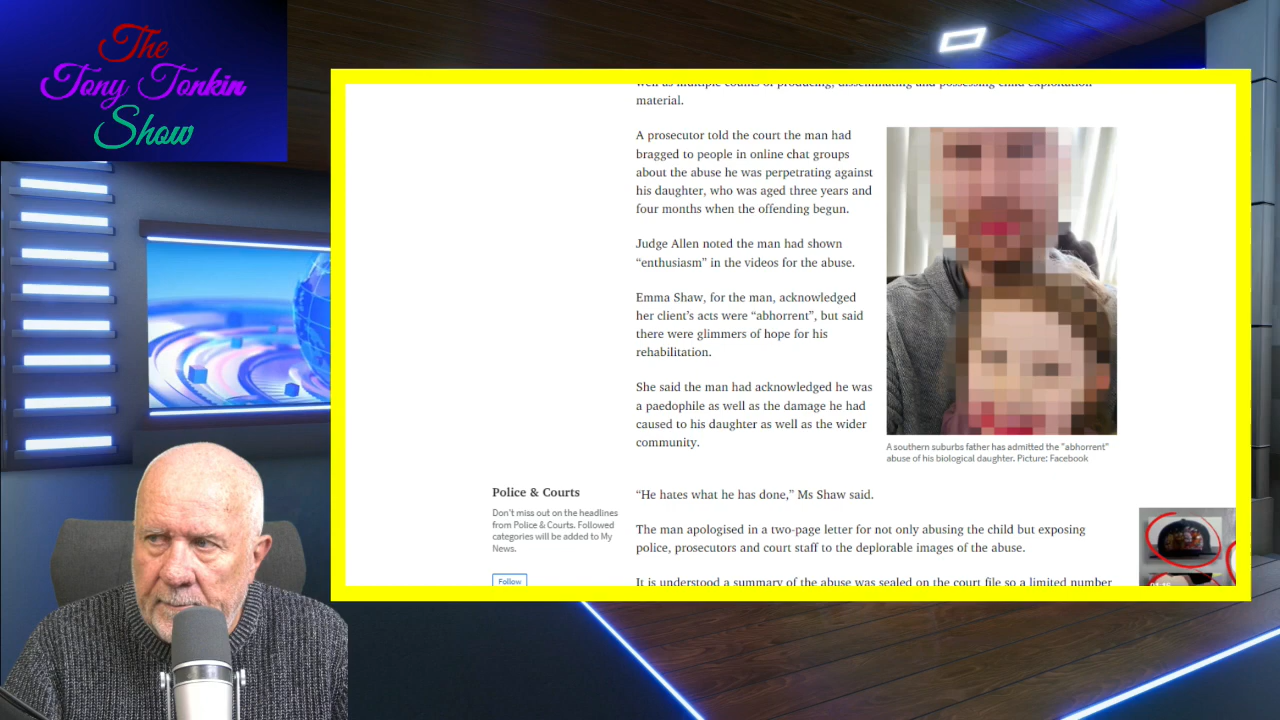 The
Tony Tonkin
Show
well as multiple counts of producing, disseminating and possessing child exploitation
material.
A prosecutor told the court the man had
bragged to people in online chat groups
about the abuse he was perpetrating against
his daughter, who was aged three years and
four months when the offending begun.
Judge Allen noted the man had shown
“enthusiasm” in the videos for the abuse.
Emma Shaw, for the man, acknowledged
her client’s acts were “abhorrent”, but said
there were glimmers of hope for his
rehabilitation.
She said the man had acknowledged he was
a paedophile as well as the damage he had
caused to his daughter as well as the wider
community.
A southern suburbs father has admitted the "abhorrent"
abuse of his biological daughter. Picture: Facebook
Police & Courts
Don't miss out on the headlines
from Police & Courts. Followed
categories will be added to My
News.
Follow
“He hates what he has done,” Ms Shaw said.
The man apologised in a two-page letter for not only abusing the child but exposing
police, prosecutors and court staff to the deplorable images of the abuse.
It is understood a summary of the abuse was sealed on the court file so a limited number